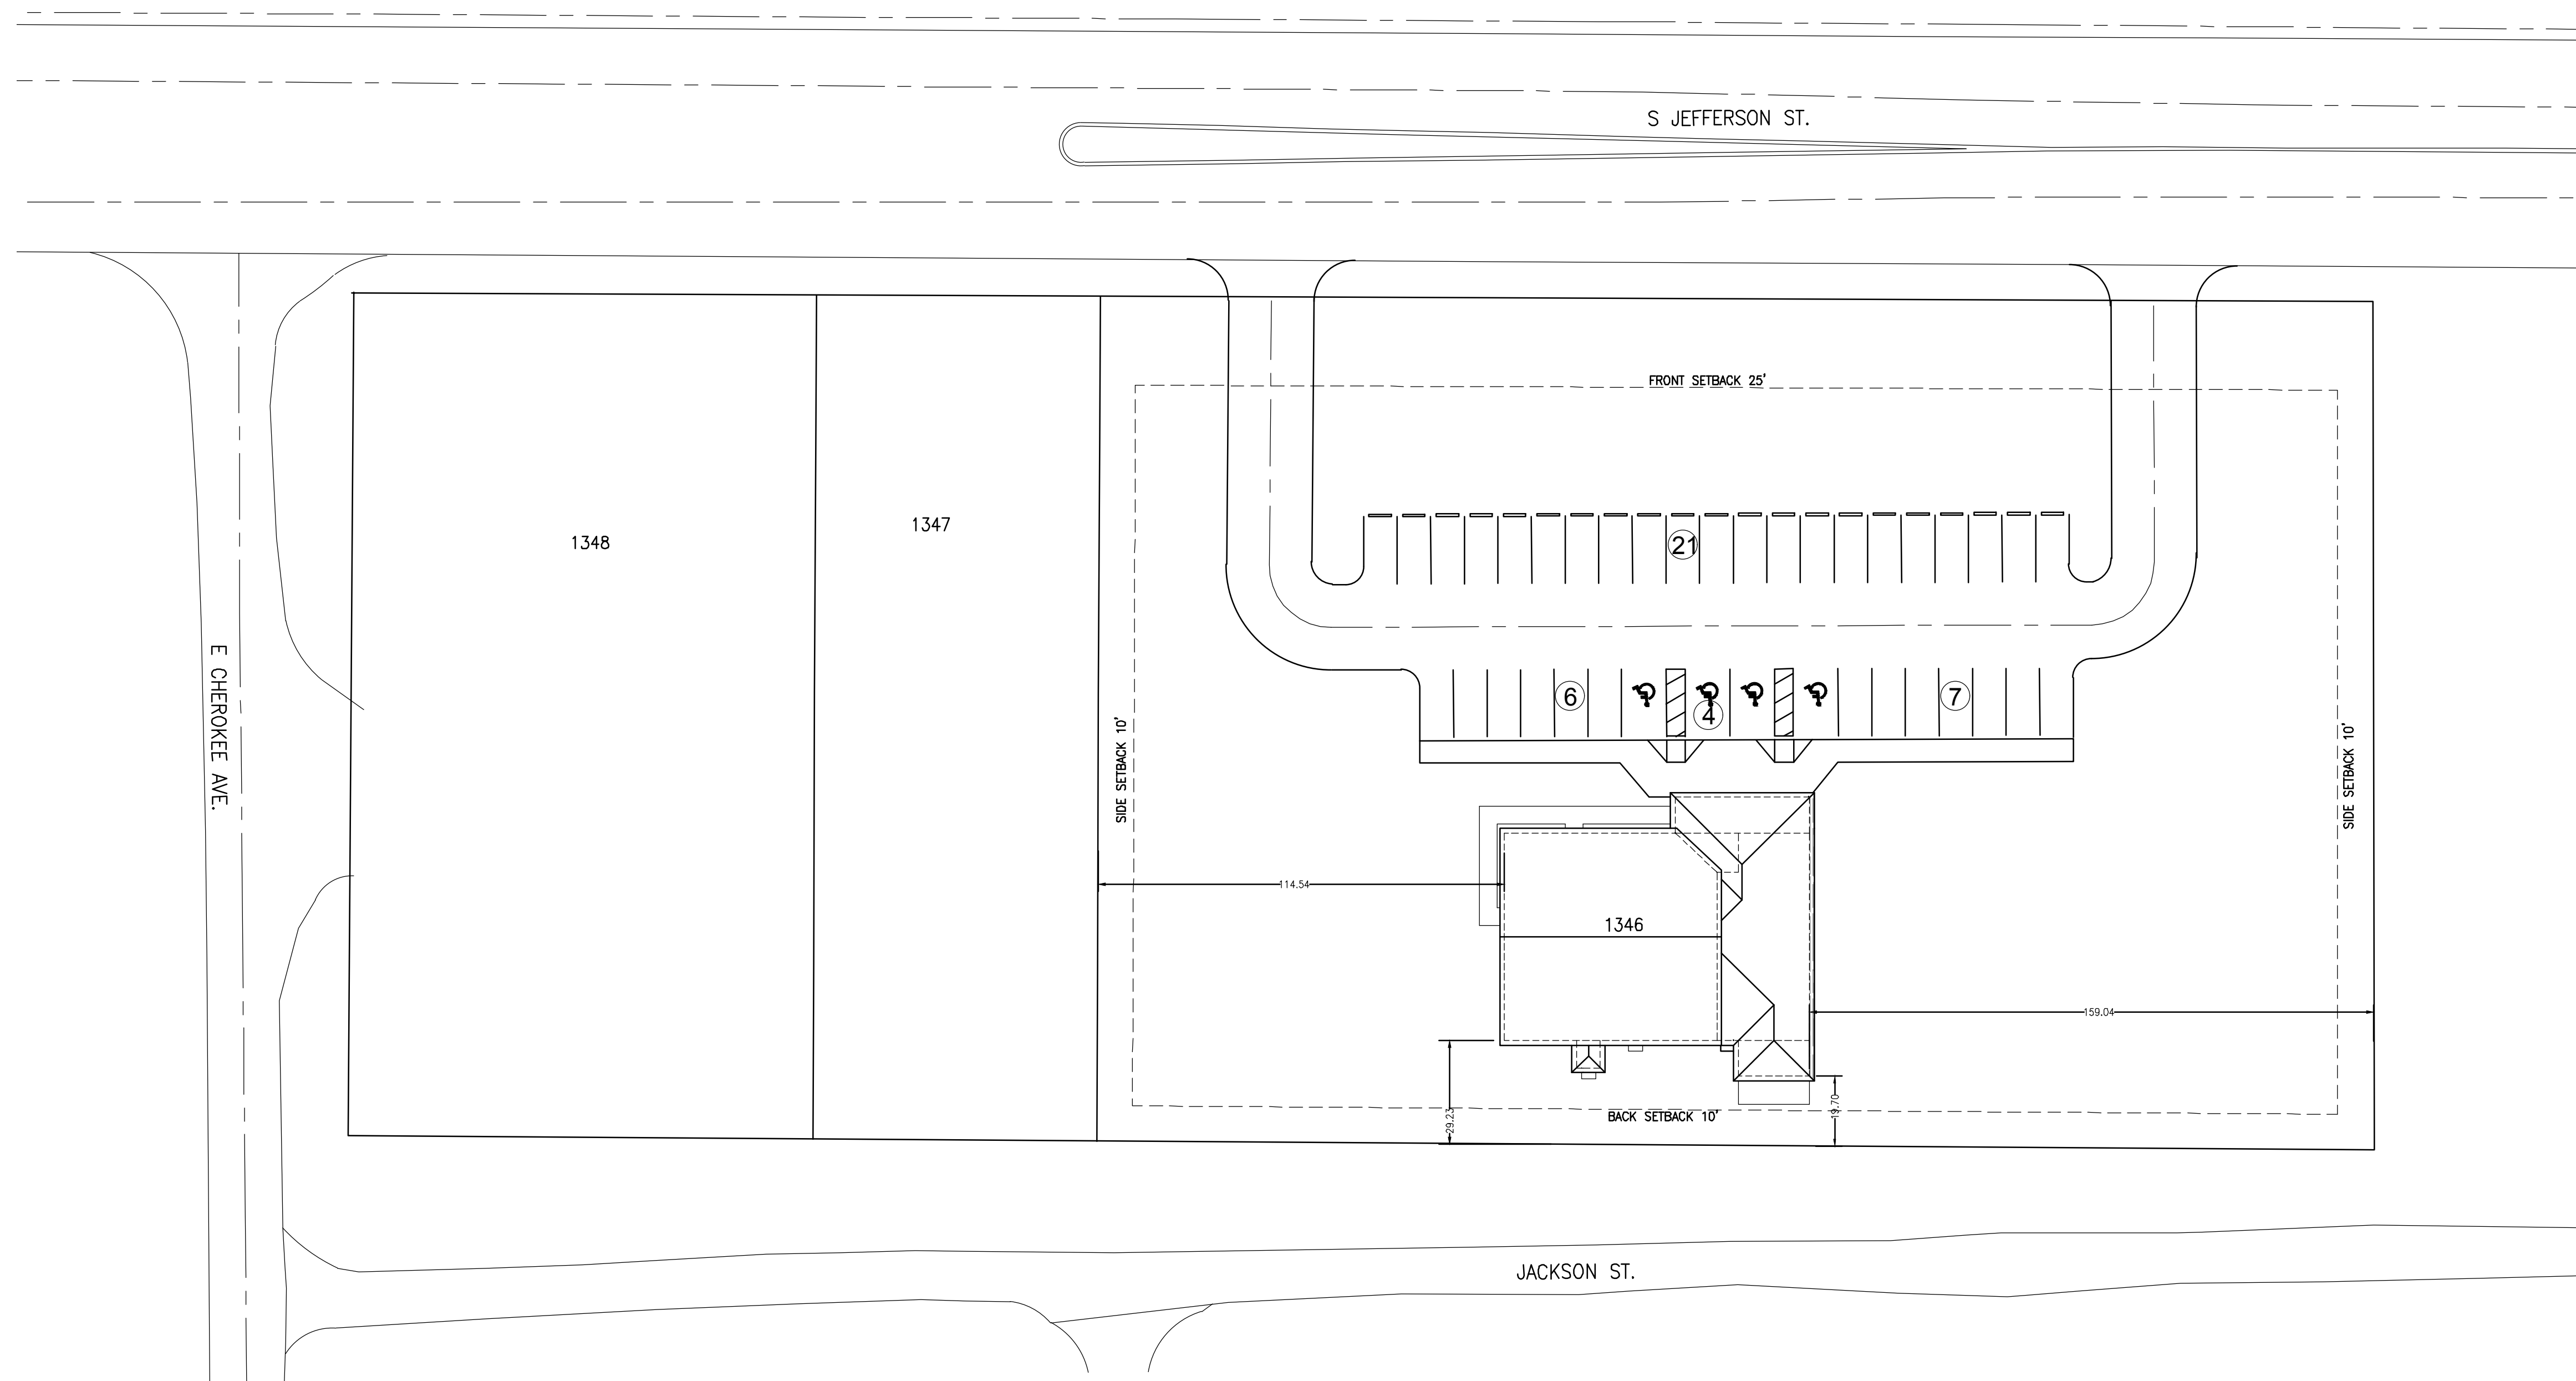 S JEFFERSON ST.
FRONT SETBACK 25'
1348
1347
21
E CHEROKEE AVE.
SIDE SETBACK 10'
6
4
7
SIDE SETBACK 10'
114.54
1346
159.04
29.23
BACK SETBACK 10'
19.70
JACKSON ST.